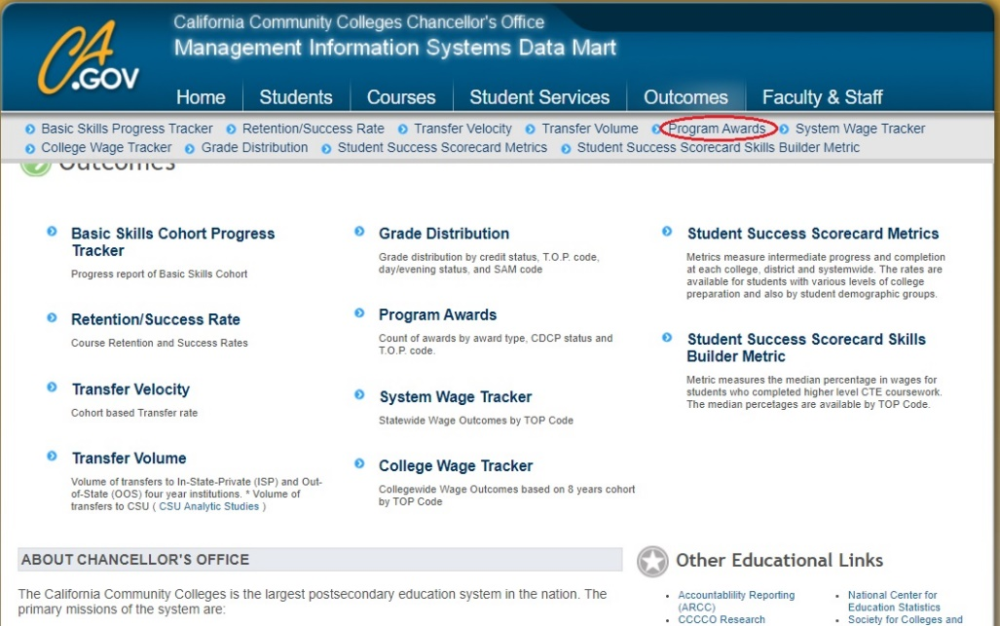 California Community Colleges Chancellor's Office
Management Information Systems Data Mart
CA
.GOV
Home Students Courses Student Services Outcomes Faculty & Staff
Basic Skills Progress Tracker Retention/Success Rate Transfer Velocity Transfer Volume Program Awards System Wage Tracker
College Wage Tracker Grade Distribution Student Success Scorecard Metrics Student Success Scorecard Skills Builder Metric
Outcomes
Basic Skills Cohort Progress
Tracker
Progress report of Basic Skills Cohort
Retention/Success Rate
Course Retention and Success Rates
Transfer Velocity
Cohort based Transfer rate
Transfer Volume
Volume of transfers to In-State-Private (ISP) and Out-
of-State (OOS) four year institutions. * Volume of
transfers to CSU ( CSU Analytic Studies )
Grade Distribution
Grade distribution by credit status, T.O.P. code,
day/evening status, and SAM code
Program Awards
Count of awards by award type, CDCP status and
T.O.P. code.
System Wage Tracker
Statewide Wage Outcomes by TOP Code
College Wage Tracker
Collegewide Wage Outcomes based on 8 years cohort
by TOP Code
Student Success Scorecard Metrics
Metrics measure intermediate progress and completion
at each college, district and systemwide. The rates are
available for students with various levels of college
preparation and also by student demographic groups.
Student Success Scorecard Skills
Builder Metric
Metric measures the median percentage in wages for
students who completed higher level CTE coursework.
The median percetages are available by TOP Code.
ABOUT CHANCELLOR'S OFFICE
The California Community Colleges is the largest postsecondary education system in the nation. The
primary missions of the system are:
Other Educational Links
Accountablility Reporting
(ARCC)
CCCCO Research
National Center for
Education Statistics
Society for Colleges and